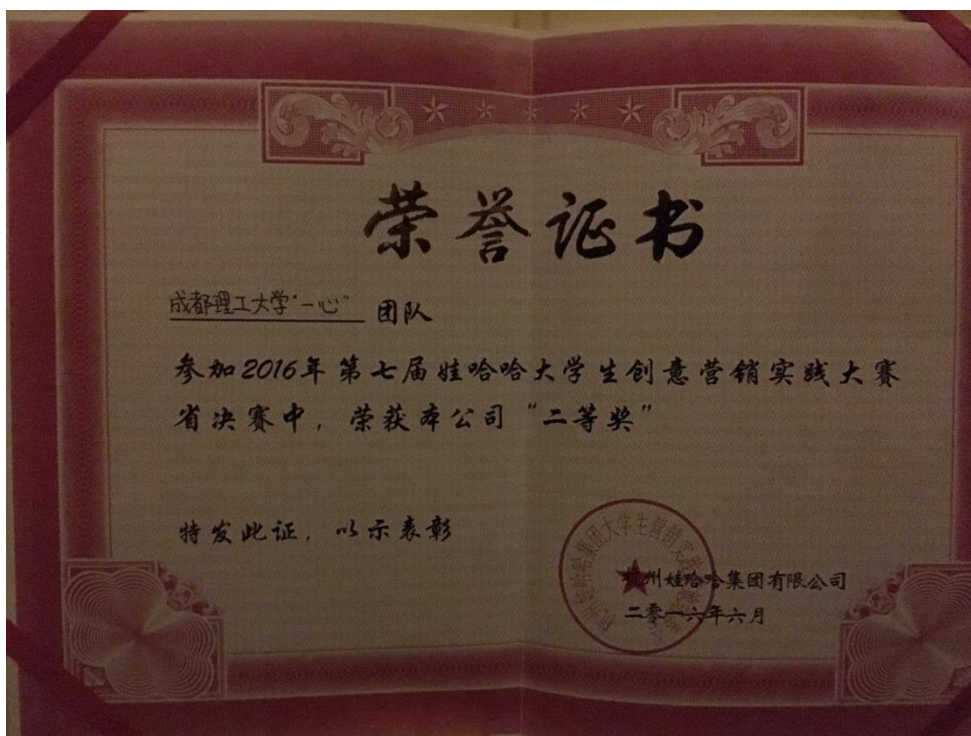 荣誉证书
成都理工大学“一心” 团队
参加2016年第七届娃哈哈大学生创意营销实践大赛
省决赛中，荣获本公司“二等奖”
特发此证，以示表彰
杭州娃哈哈集团有限公司
二零一六年六月